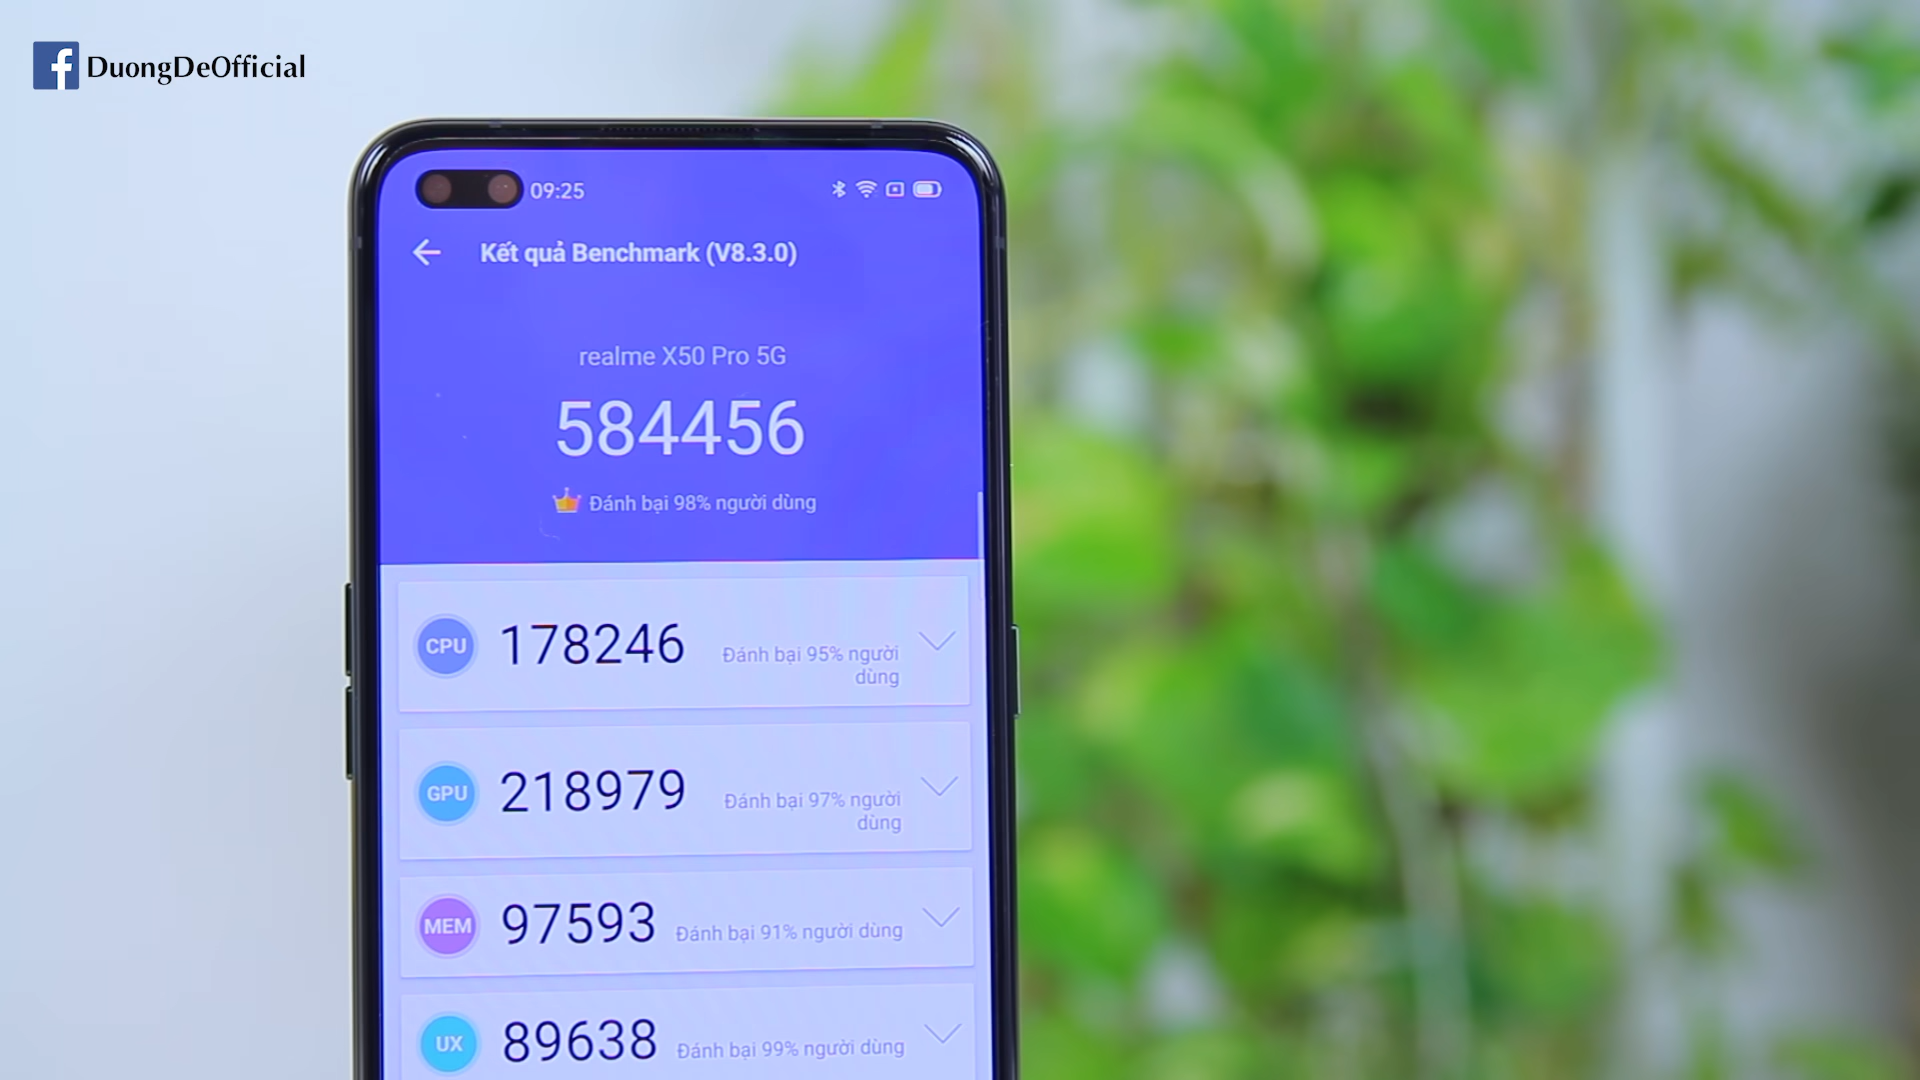 f DuongDeOfficial
09:25
Kết quả Benchmark (V8.3.0)
realme X50 Pro 5G
584456
Đánh bại 98% người dùng
CPU 178246 Đánh bại 95% người
dùng
GPU 218979 Đánh bại 97% người
dùng
MEM 97593 Đánh bại 91% người dùng
UX 89638 Đánh bại 99% người dùng